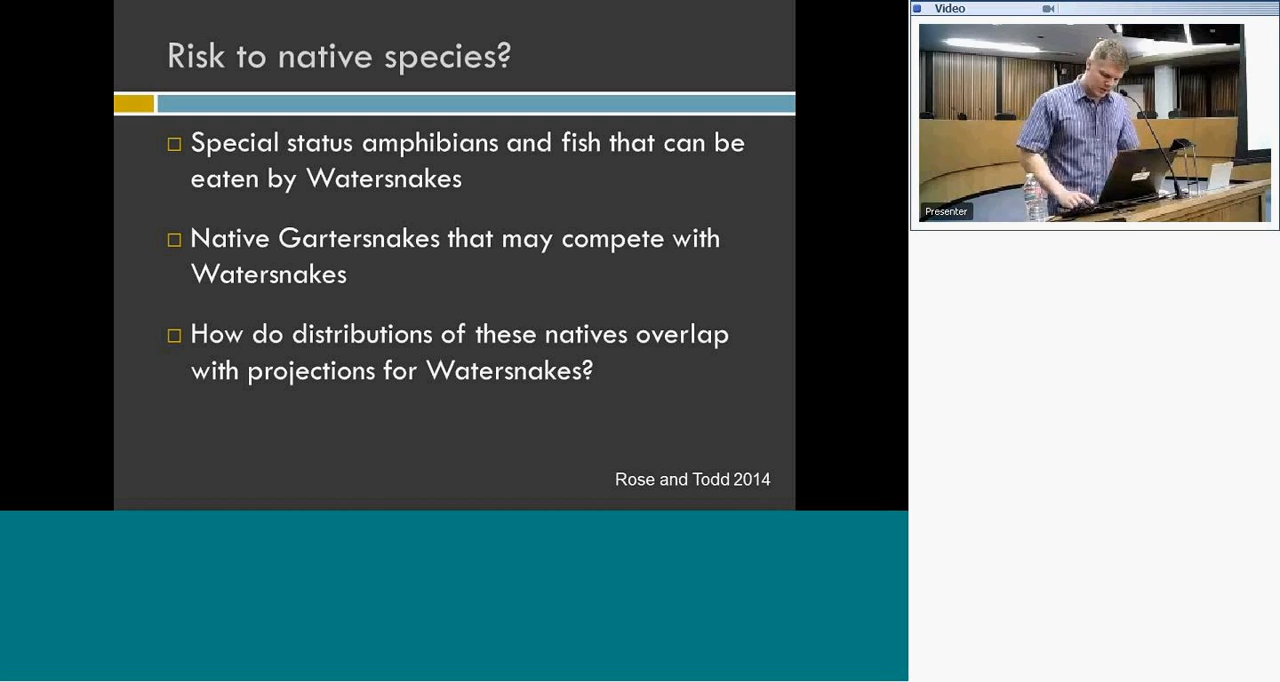 Risk to native species?
Special status amphibians and fish that can be
eaten by Watersnakes
Native Gartersnakes that may compete with
Watersnakes
How do distributions of these natives overlap
with projections for Watersnakes?
Rose and Todd 2014
Video
Presenter